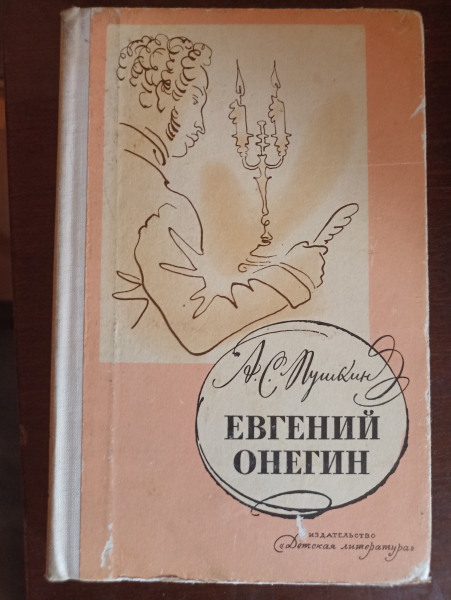 А.С. Пушкин
ЕВГЕНИЙ
ОНЕГИН
ИЗДАТЕЛЬСТВО
«Детская литература»